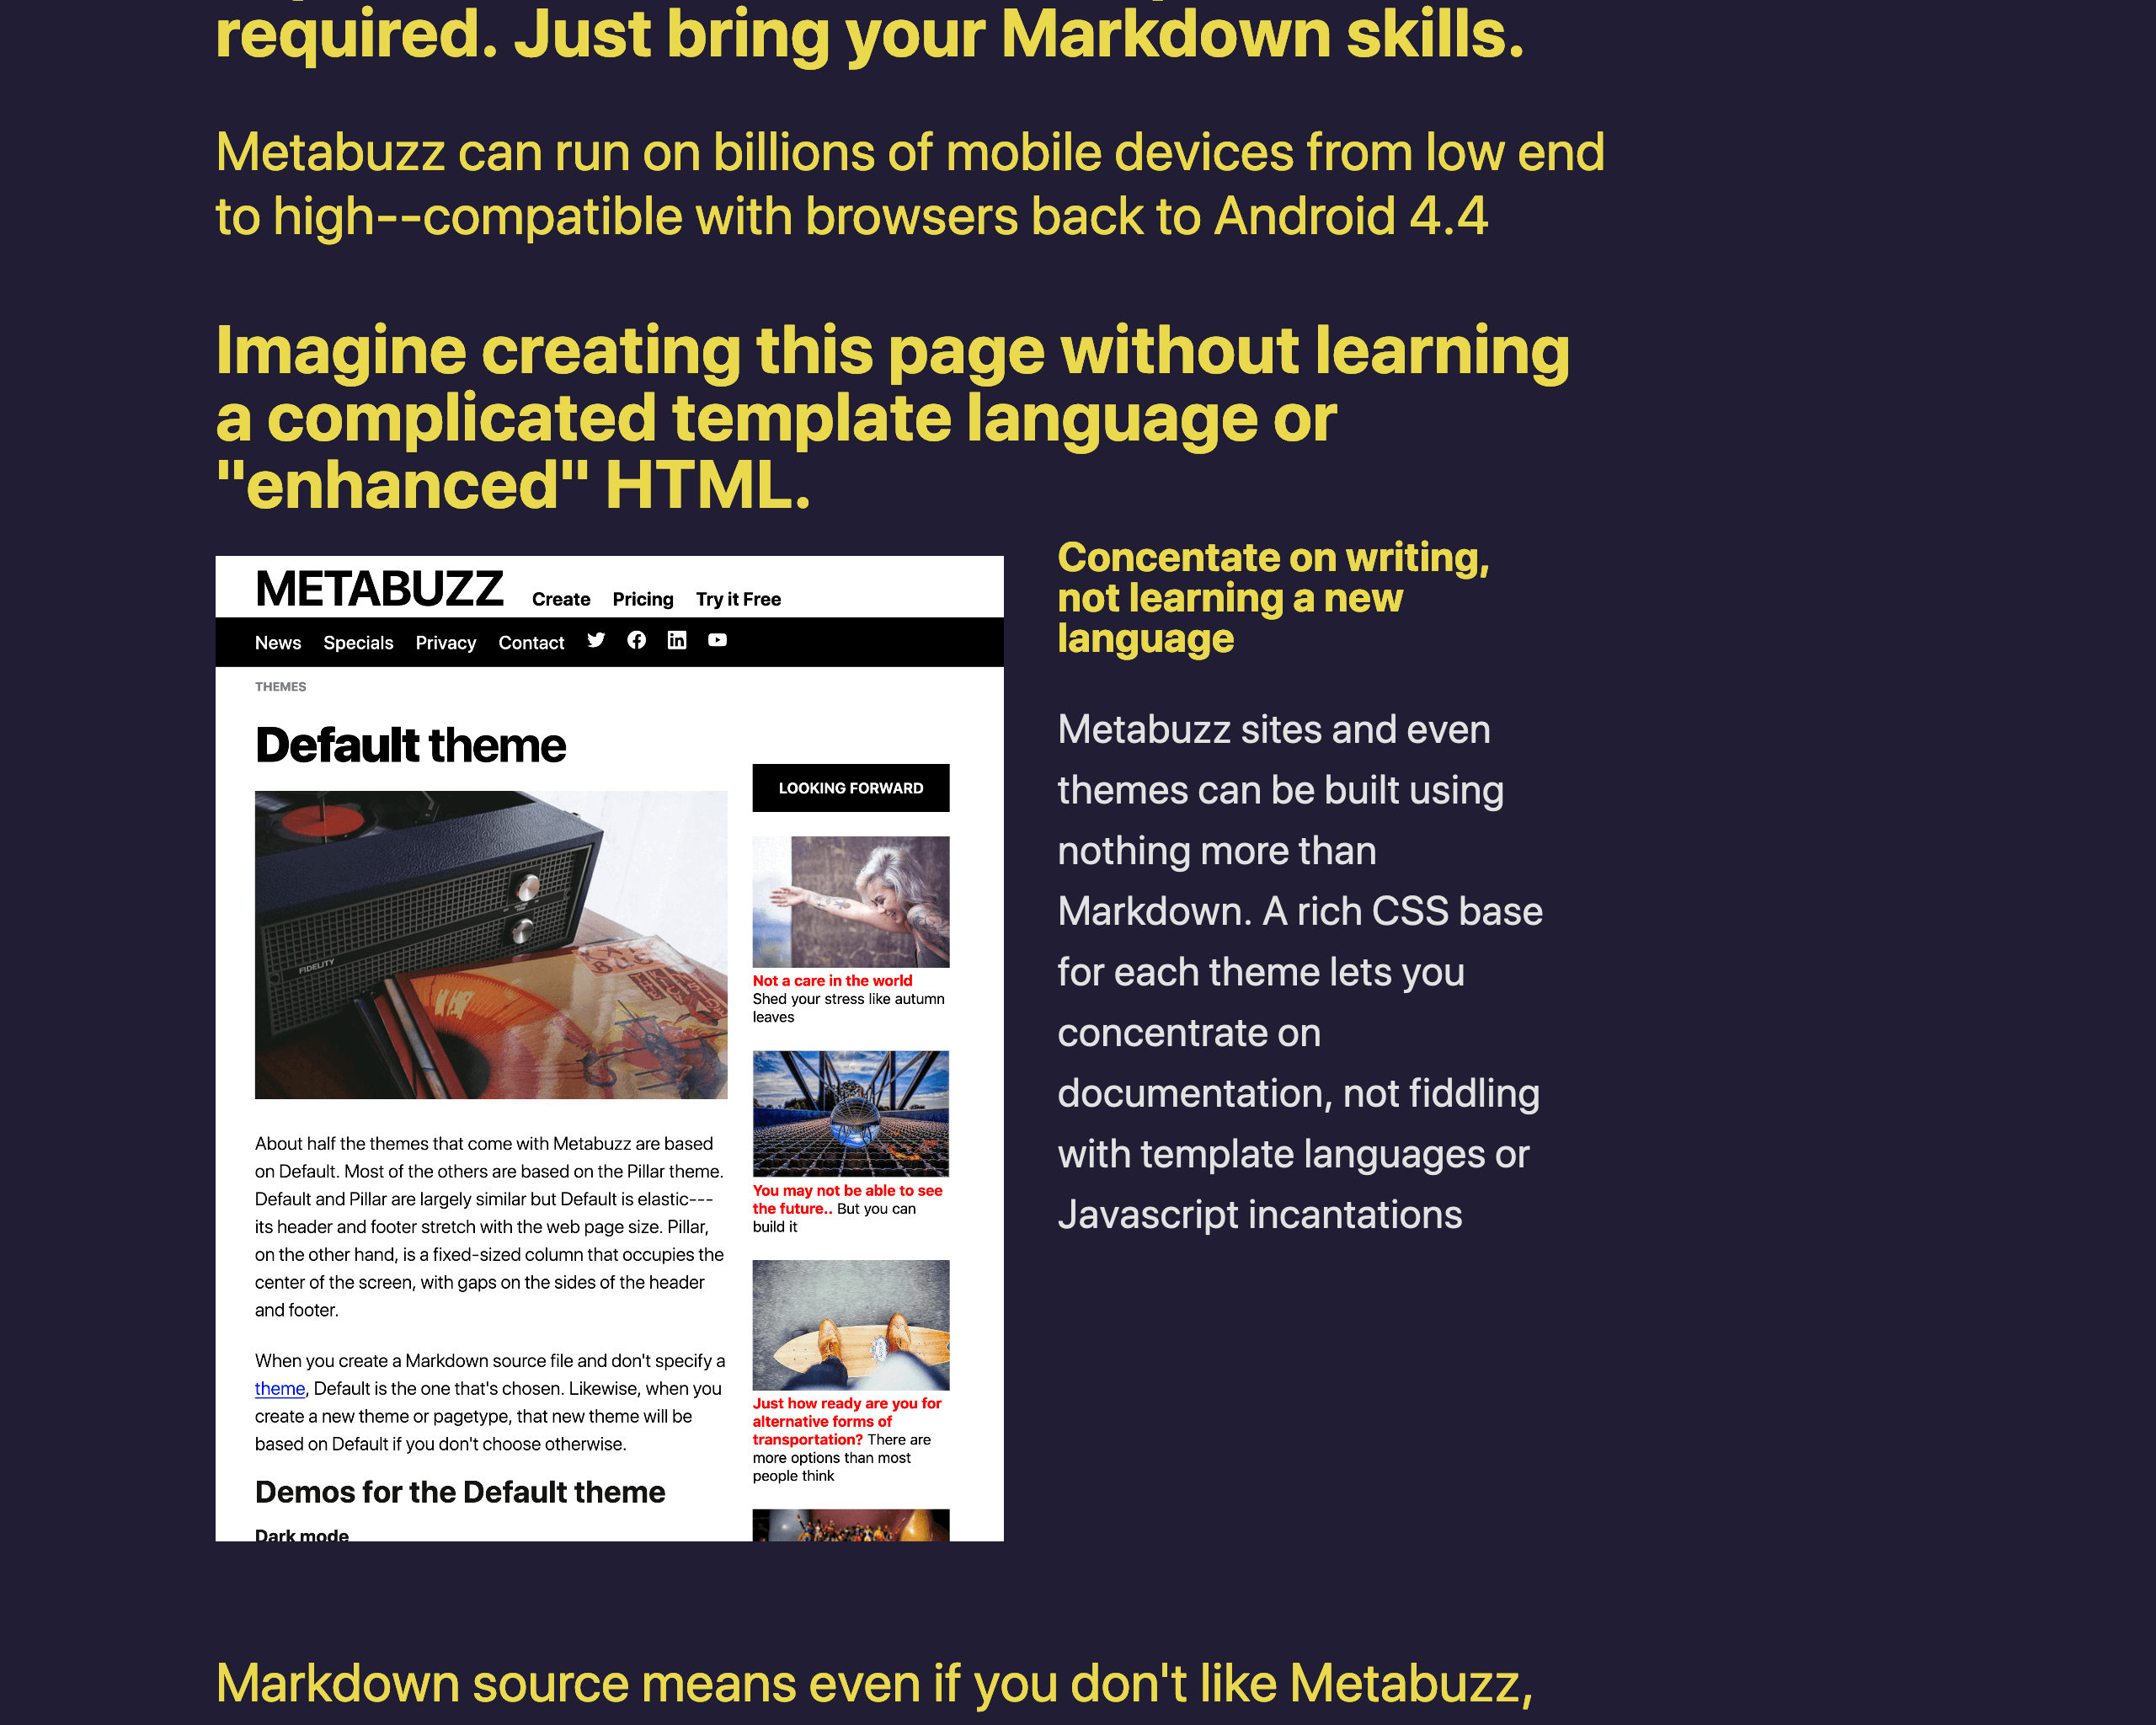 required. Just bring your Markdown skills.
Metabuzz can run on billions of mobile devices from low end
to high--compatible with browsers back to Android 4.4
Imagine creating this page without learning
a complicated template language or
"enhanced" HTML.
METABUZZ Create Pricing Try it Free
News Specials Privacy Contact
THEMES
Default theme
FIDELITY
About half the themes that come with Metabuzz are based
on Default. Most of the others are based on the Pillar theme.
Default and Pillar are largely similar but Default is elastic---
its header and footer stretch with the web page size. Pillar,
on the other hand, is a fixed-sized column that occupies the
center of the screen, with gaps on the sides of the header
and footer.
When you create a Markdown source file and don't specify a
theme, Default is the one that's chosen. Likewise, when you
create a new theme or pagetype, that new theme will be
based on Default if you don't choose otherwise.
Demos for the Default theme
Dark mode
LOOKING FORWARD
Not a care in the world
Shed your stress like autumn
leaves
You may not be able to see
the future.. But you can
build it
Just how ready are you for
alternative forms of
transportation? There are
more options than most
people think
Concentate on writing,
not learning a new
language
Metabuzz sites and even
themes can be built using
nothing more than
Markdown. A rich CSS base
for each theme lets you
concentrate on
documentation, not fiddling
with template languages or
Javascript incantations
Markdown source means even if you don't like Metabuzz,